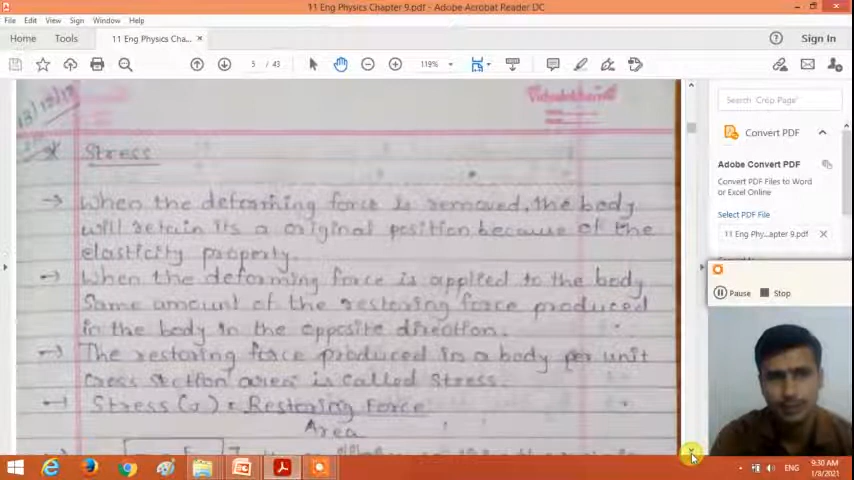 11 Eng Physics Chapter 9.pdf - Adobe Acrobat Reader DC
File Edit View Sign Window Help
Home Tools 11 Eng Physics Cha... × Sign In
5 / 43 119%
13/12/17
Stress
→ When the deforming force is removed, the body
will retain its a original position because of the
elasticity property.
→ When the deforming force is applied to the body
Same amount of the restoring force produced
in the body in the opposite direction.
→ The restoring force produced in a body per unit
cross section area is called stress.
→ Stress (σ) = Restoring Force
Area
Search 'Crop Page'
Convert PDF
Adobe Convert PDF
Convert PDF Files to Word
or Excel Online
Select PDF File
11 Eng Phy...apter 9.pdf ×
Pause Stop
ENG 9:30 AM
1/8/2021